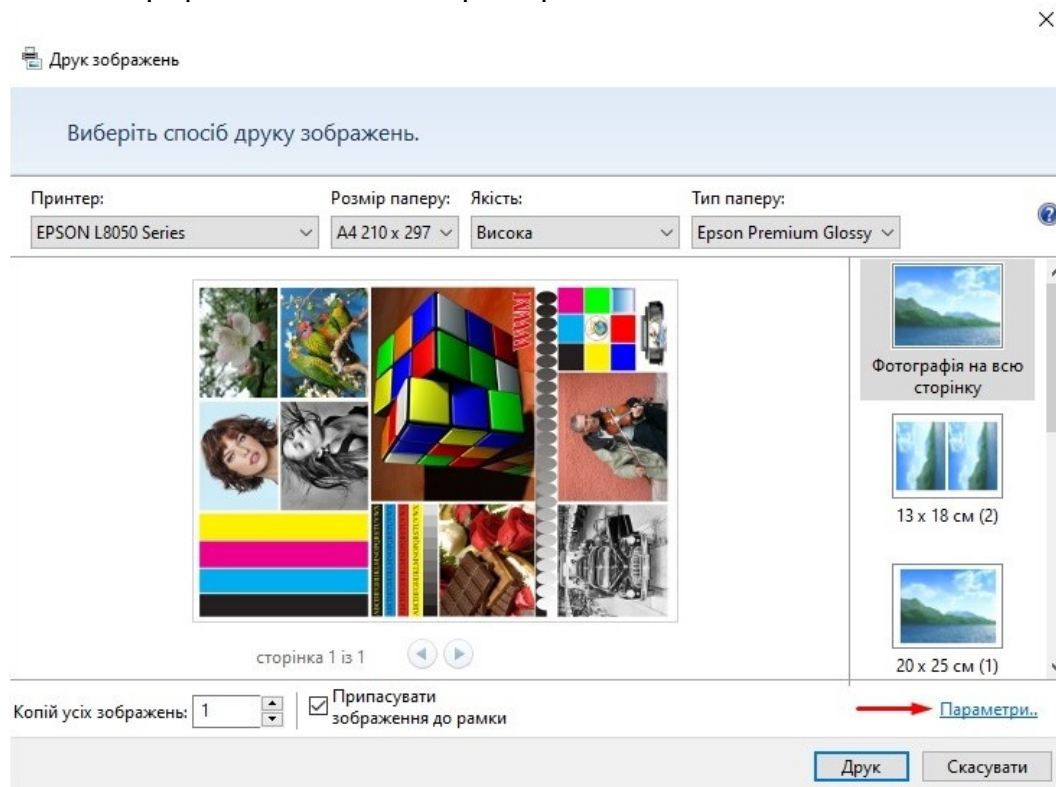 Друк зображень
Виберіть спосіб друку зображень.
Принтер:
Розмір паперу:
Якість:
Тип паперу:
EPSON L8050 Series
A4 210 x 297
Висока
Epson Premium Glossy
WWW
Фотографія на всю
сторінку
13 x 18 см (2)
20 x 25 см (1)
сторінка 1 із 1
Копій усіх зображень:
1
Припасувати
зображення до рамки
Параметри..
Друк
Скасувати